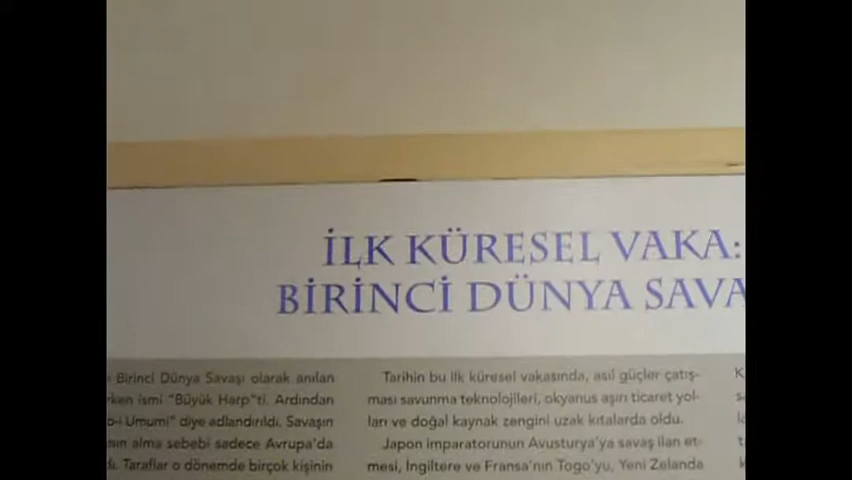 İLK KÜRESEL VAKA:
BİRİNCİ DÜNYA SAVA
Birinci Dünya Savaşı olarak anılan
ismi "Büyük Harp"ti. Ardından
Umumi" diye adlandırıldı. Savaşın
alma sebebi sadece Avrupa'da
Taraflar o dönemde birçok kişinin
Tarihin bu ilk küresel vakasında, asıl güçler çatış-
ması savunma teknolojileri, okyanus aşırı ticaret yol-
ları ve doğal kaynak zengini uzak kıtalarda oldu.
Japon imparatorunun Avusturya'ya savaş ilan et-
mesi, İngiltere ve Fransa'nın Togo'yu, Yeni Zelanda